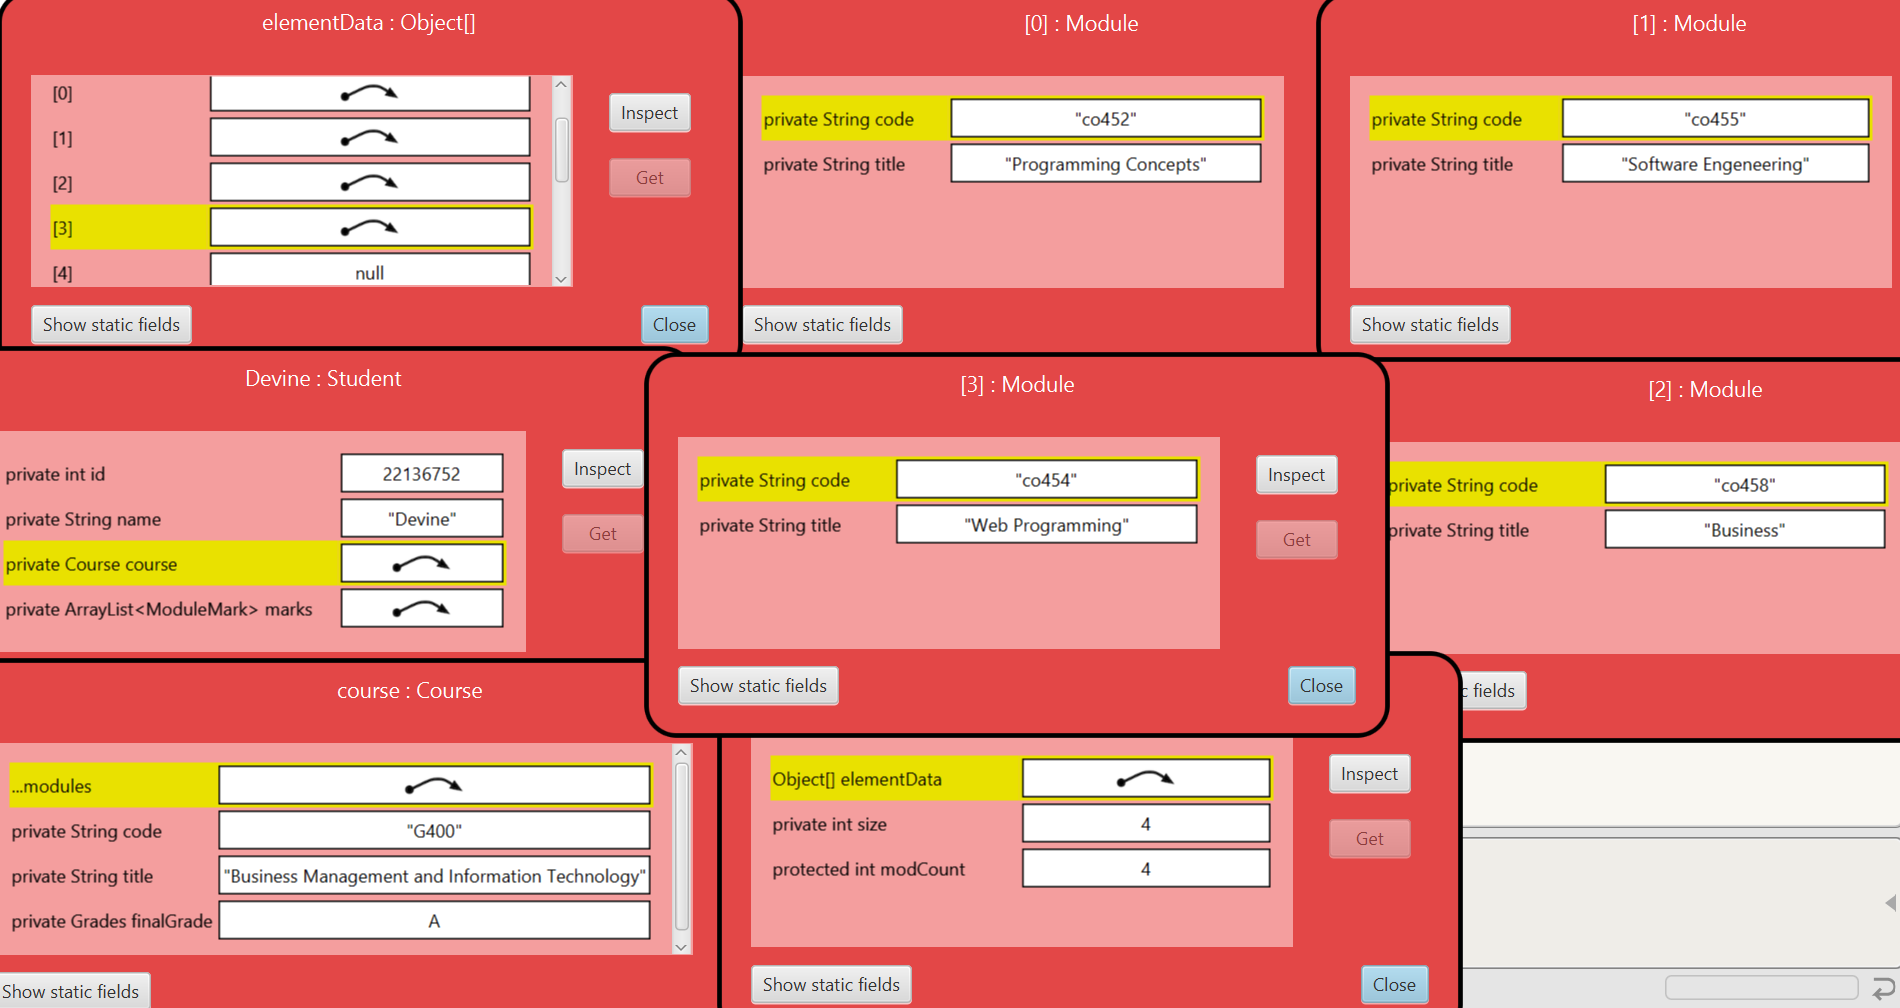 elementData : Object[]
[0]
[1]
[2]
[3]
[4] null
Inspect
Get
Show static fields
Close
[0] : Module
private String code "co452"
private String title "Programming Concepts"
Show static fields
[1] : Module
private String code "co455"
private String title "Software Engeneering"
Show static fields
Devine : Student
private int id 22136752
private String name "Devine"
private Course course
private ArrayList<ModuleMark> marks
Inspect
Get
[3] : Module
private String code "co454"
private String title "Web Programming"
Inspect
Get
Show static fields
Close
[2] : Module
private String code "co458"
private String title "Business"
c fields
course : Course
...modules
private String code "G400"
private String title "Business Management and Information Technology"
private Grades finalGrade A
Show static fields
Object[] elementData
private int size 4
protected int modCount 4
Inspect
Get
Show static fields
Close